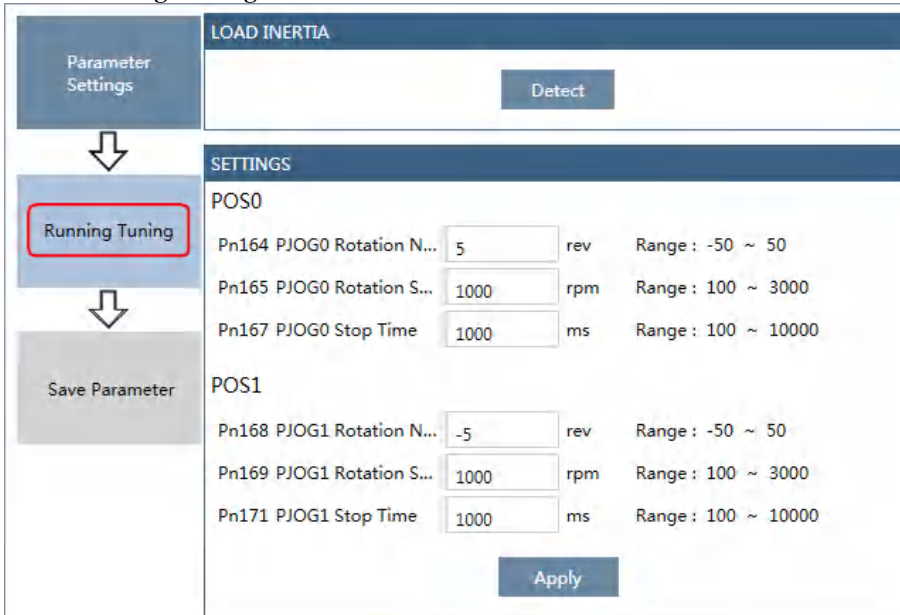 LOAD INERTIA
Parameter
Settings
Detect
SETTINGS
POS0
Running Tuning
Pn164 PJOG0 Rotation N... 5 rev Range : -50 ~ 50
Pn165 PJOG0 Rotation S... 1000 rpm Range : 100 ~ 3000
Pn167 PJOG0 Stop Time 1000 ms Range : 100 ~ 10000
Save Parameter
POS1
Pn168 PJOG1 Rotation N... -5 rev Range : -50 ~ 50
Pn169 PJOG1 Rotation S... 1000 rpm Range : 100 ~ 3000
Pn171 PJOG1 Stop Time 1000 ms Range : 100 ~ 10000
Apply